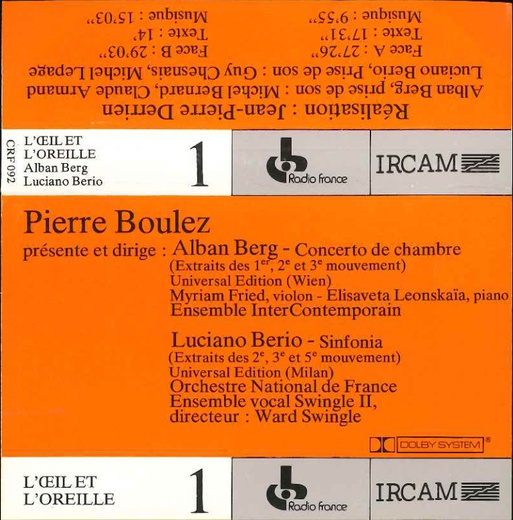 Réalisation : Jean-Pierre Derrien
Alban Berg, prise de son : Michel Bernard, Claude Armand
Luciano Berio, Prise de son : Guy Chesnais, Michel Lepage
Face A : 27'26" Face B : 29'03"
Texte : 17'31" Texte : 14'
Musique : 9'55" Musique : 15'03"
CRF 092
L'ŒIL ET
L'OREILLE
Alban Berg
Luciano Berio
1
Radio france
IRCAM
Pierre Boulez
présente et dirige : Alban Berg - Concerto de chambre
(Extraits des 1er, 2e et 3e mouvement)
Universal Edition (Wien)
Myriam Fried, violon - Elisaveta Leonskaïa, piano
Ensemble InterContemporain
Luciano Berio - Sinfonia
(Extraits des 2e, 3e et 5e mouvement)
Universal Edition (Milan)
Orchestre National de France
Ensemble vocal Swingle II,
directeur : Ward Swingle
DOLBY SYSTEM®
L'ŒIL ET
L'OREILLE
1
Radio france
IRCAM